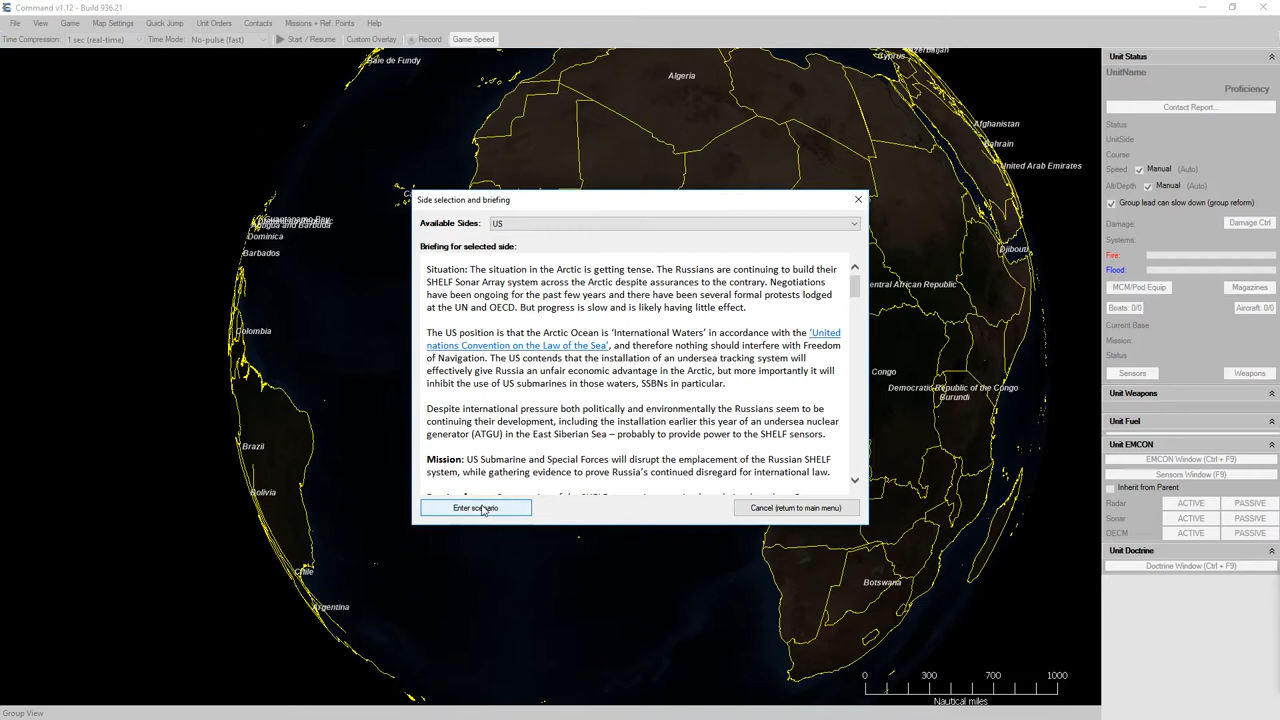 Command v1.12 - Build 936.21
File View Game Map Settings Quick Jump Unit Orders Contacts Missions + Ref. Points Help
Time Compression: 1 sec (real-time) Time Mode: No-pulse (fast) Start / Resume Custom Overlay Record Game Speed
Baie de Fundy
Algeria
Cyprus
Azerbaijan
Afghanistan
Bahrain
United Arab Emirates
Guantanamo Bay
Antigua and Barbuda
Dominica
Barbados
Djibouti
Central African Republic
Colombia
Congo
Democratic Republic of the Congo
Burundi
Brazil
Bolivia
Chile
Argentina
Botswana
Side selection and briefing
Available Sides: US
Briefing for selected side:
Situation: The situation in the Arctic is getting tense. The Russians are continuing to build their
SHELF Sonar Array system across the Arctic despite assurances to the contrary. Negotiations
have been ongoing for the past few years and there have been several formal protests lodged
at the UN and OECD. But progress is slow and is likely having little effect.
The US position is that the Arctic Ocean is ‘International Waters’ in accordance with the ‘United
nations Convention on the Law of the Sea’, and therefore nothing should interfere with Freedom
of Navigation. The US contends that the installation of an undersea tracking system will
effectively give Russia an unfair economic advantage in the Arctic, but more importantly it will
inhibit the use of US submarines in those waters, SSBNs in particular.
Despite international pressure both politically and environmentally the Russians seem to be
continuing their development, including the installation earlier this year of an undersea nuclear
generator (ATGU) in the East Siberian Sea – probably to provide power to the SHELF sensors.
Mission: US Submarine and Special Forces will disrupt the emplacement of the Russian SHELF
system, while gathering evidence to prove Russia’s continued disregard for international law.
Enter scenario Cancel (return to main menu)
Unit Status
UnitName
Proficiency
Contact Report...
Status
UnitSide
Course
Speed Manual (Auto)
Alt/Depth Manual (Auto)
Group lead can slow down (group reform)
Damage: Damage Ctrl
Systems:
Fire:
Flood:
MCM/Pod Equip Magazines
Boats: 0/0 Aircraft: 0/0
Current Base
Mission:
Status
Sensors Weapons
Unit Weapons
Unit Fuel
Unit EMCON
EMCON Window (Ctrl + F9)
Sensors Window (F9)
Inherit from Parent
Radar ACTIVE PASSIVE
Sonar ACTIVE PASSIVE
OECM ACTIVE PASSIVE
Unit Doctrine
Doctrine Window (Ctrl + F9)
0 300 700 1000
Nautical miles
Group View